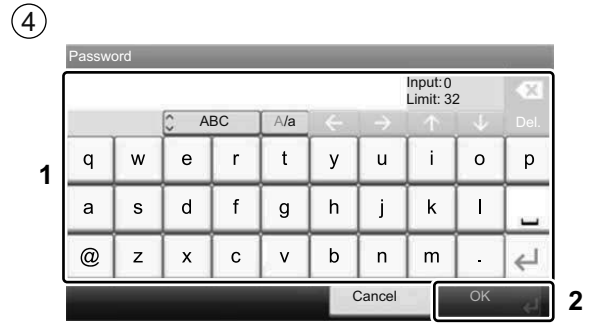 4
Password
Input: 0
Limit: 32
ABC A/a ← → ↑ ↓ Del.
1
q w e r t y u i o p
a s d f g h j k l ␣
@ z x c v b n m . ↵
Cancel OK ↵ 2